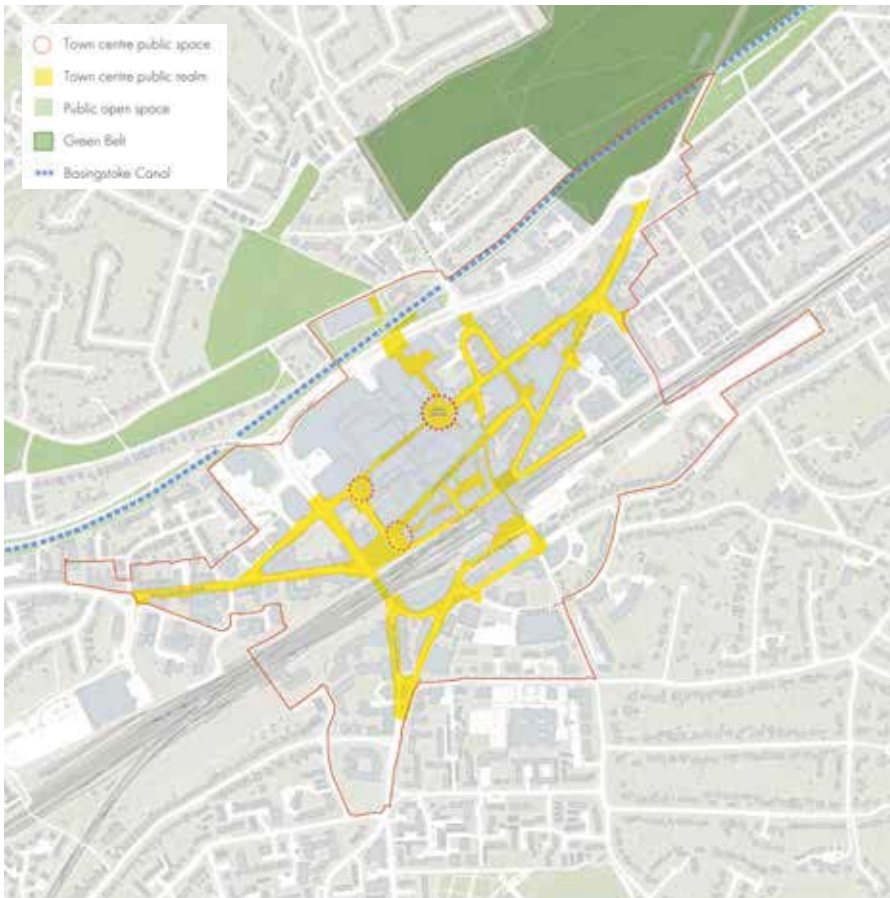 Town centre public space
Town centre public realm
Public open space
Green Belt
Basingstoke Canal